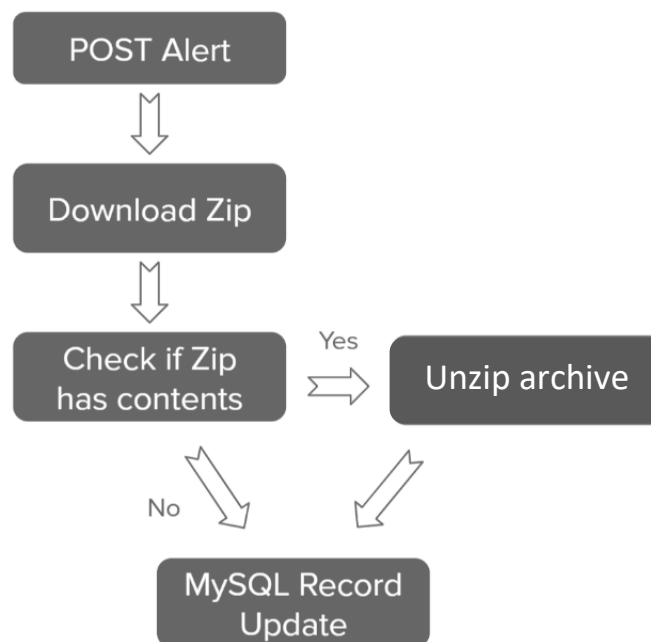 POST Alert
Download Zip
Check if Zip
has contents
Yes
Unzip archive
No
MySQL Record
Update